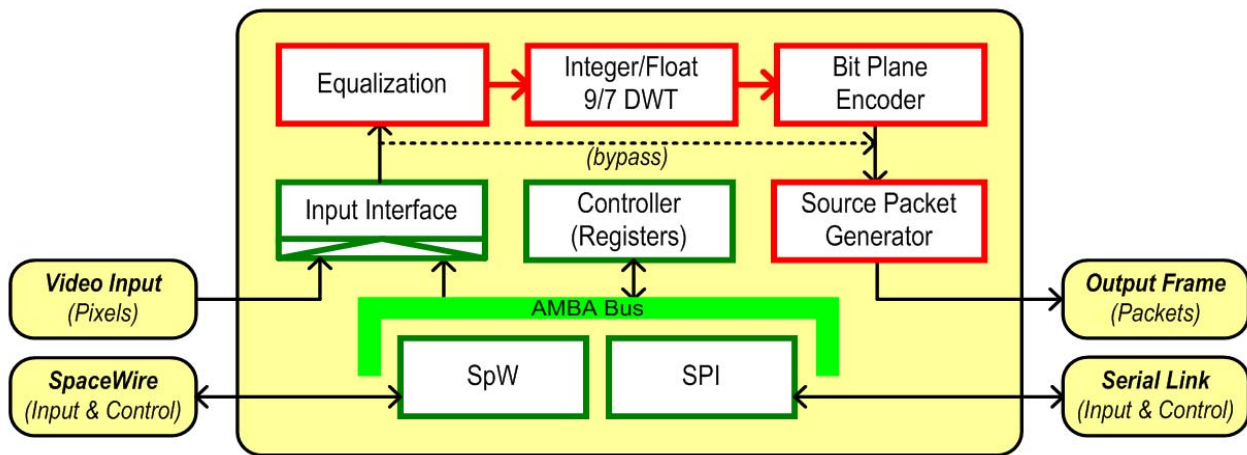 Equalization
Integer/Float
9/7 DWT
Bit Plane
Encoder
(bypass)
Input Interface
Controller
(Registers)
Source Packet
Generator
Video Input
(Pixels)
AMBA Bus
Output Frame
(Packets)
SpaceWire
(Input & Control)
SpW
SPI
Serial Link
(Input & Control)